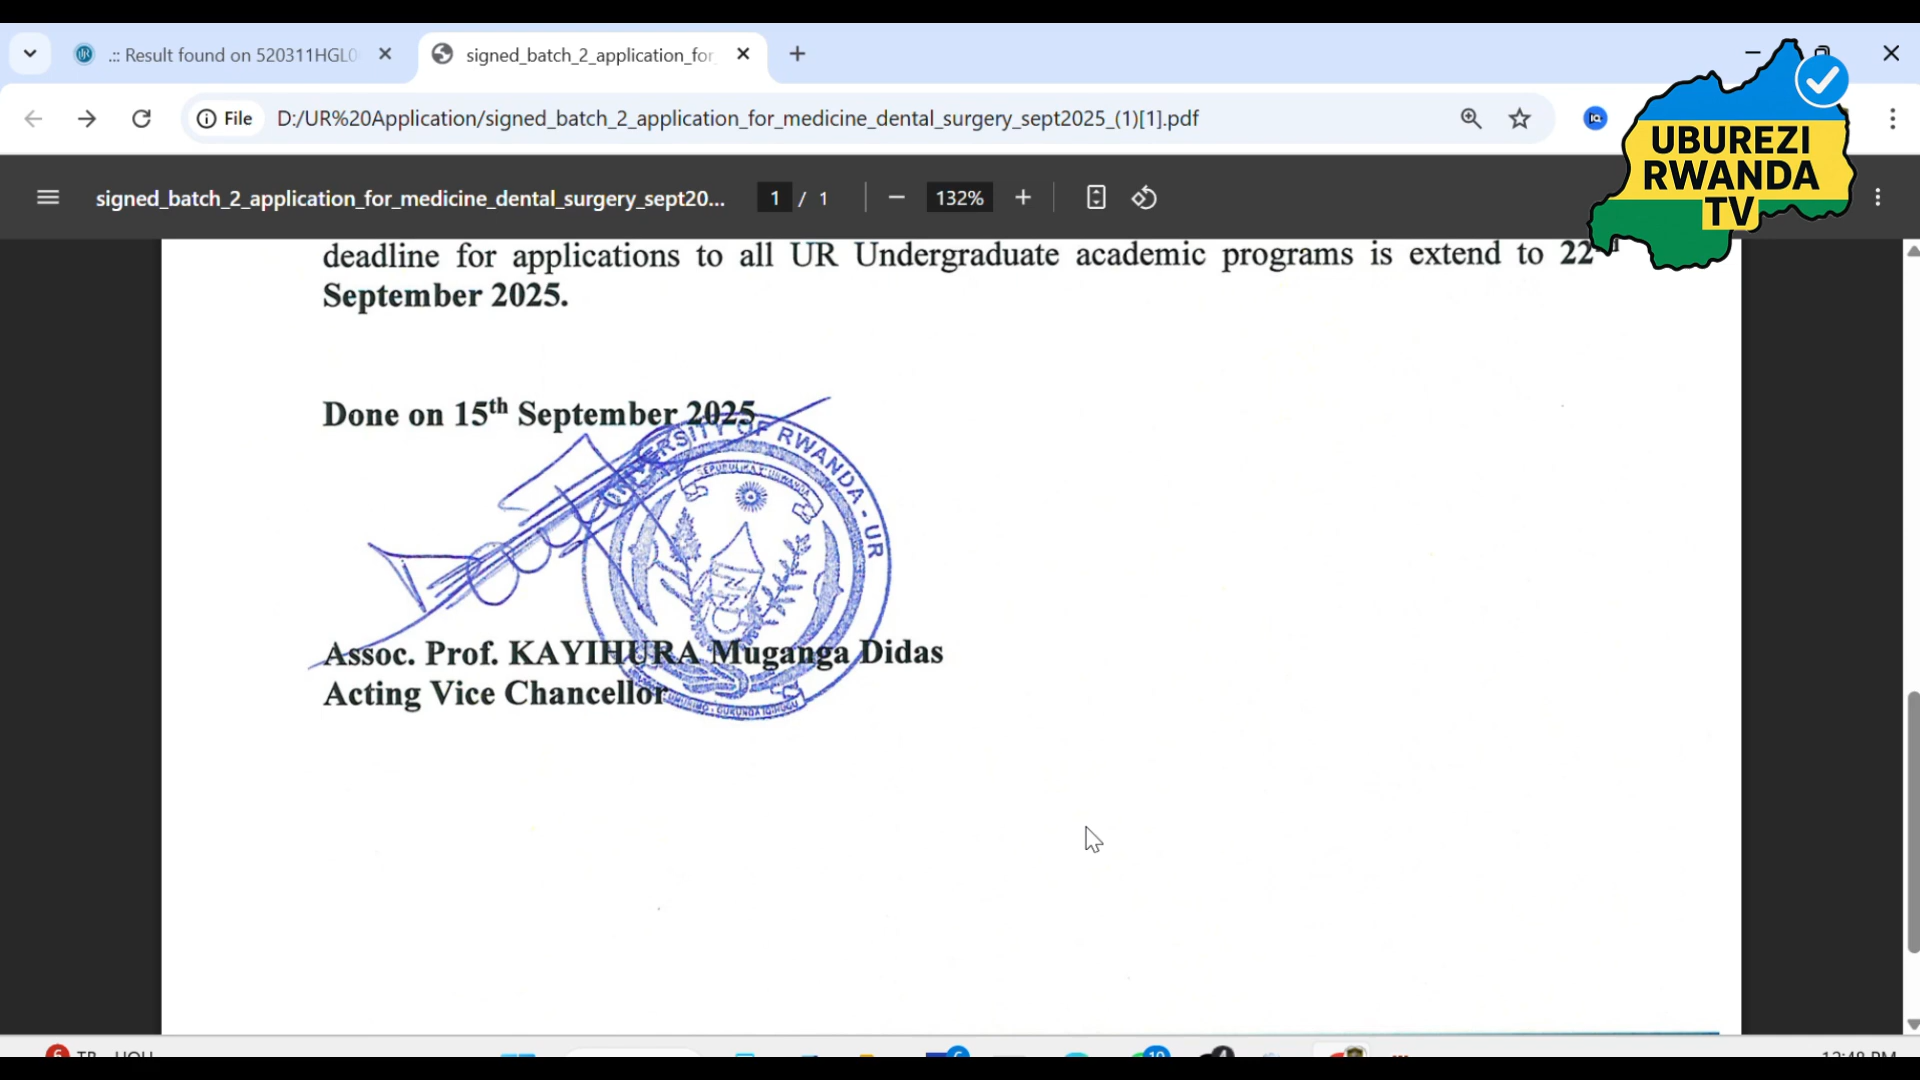 .:: Result found on 520311HGL0
signed_batch_2_application_for_
File
D:/UR%20Application/signed_batch_2_application_for_medicine_dental_surgery_sept2025_(1)[1].pdf
UBUREZI
RWANDA
TV
signed_batch_2_application_for_medicine_dental_surgery_sept20...
1 / 1
132%
deadline for applications to all UR Undergraduate academic programs is extend to 22
September 2025.
Done on 15th September 2025
UNIVERSITY OF RWANDA - UR
Assoc. Prof. KAYIHURA Muganga Didas
Acting Vice Chancellor